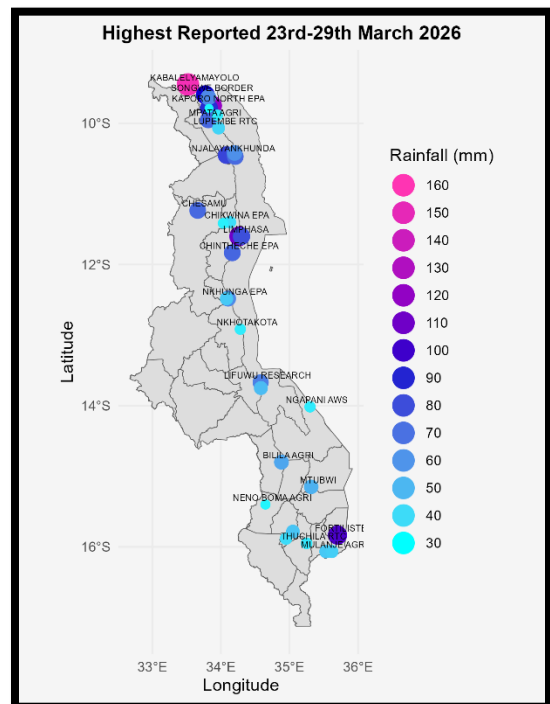 Highest Reported 23rd-29th March 2026
KABALELYAMAYOLO
SONGWE BORDER
KAPORO NORTH EPA
MPATA AGRI
LUPEMBE RTC
10°S
NJALAYANKHUNDA
CHESAMU
CHIKWINA EPA
LIMPHASA
CHINTHECHE EPA
12°S
NKHUNGA EPA
NKHOTAKOTA
LIFUWU RESEARCH
NGAPANI AWS
14°S
BILILA AGRI
MTUBWI
NENO BOMA AGRI
THUCHILA
MULANJE AGR
16°S
33°E 34°E 35°E 36°E
Longitude
Latitude
Rainfall (mm)
160
150
140
130
120
110
100
90
80
70
60
50
40
30